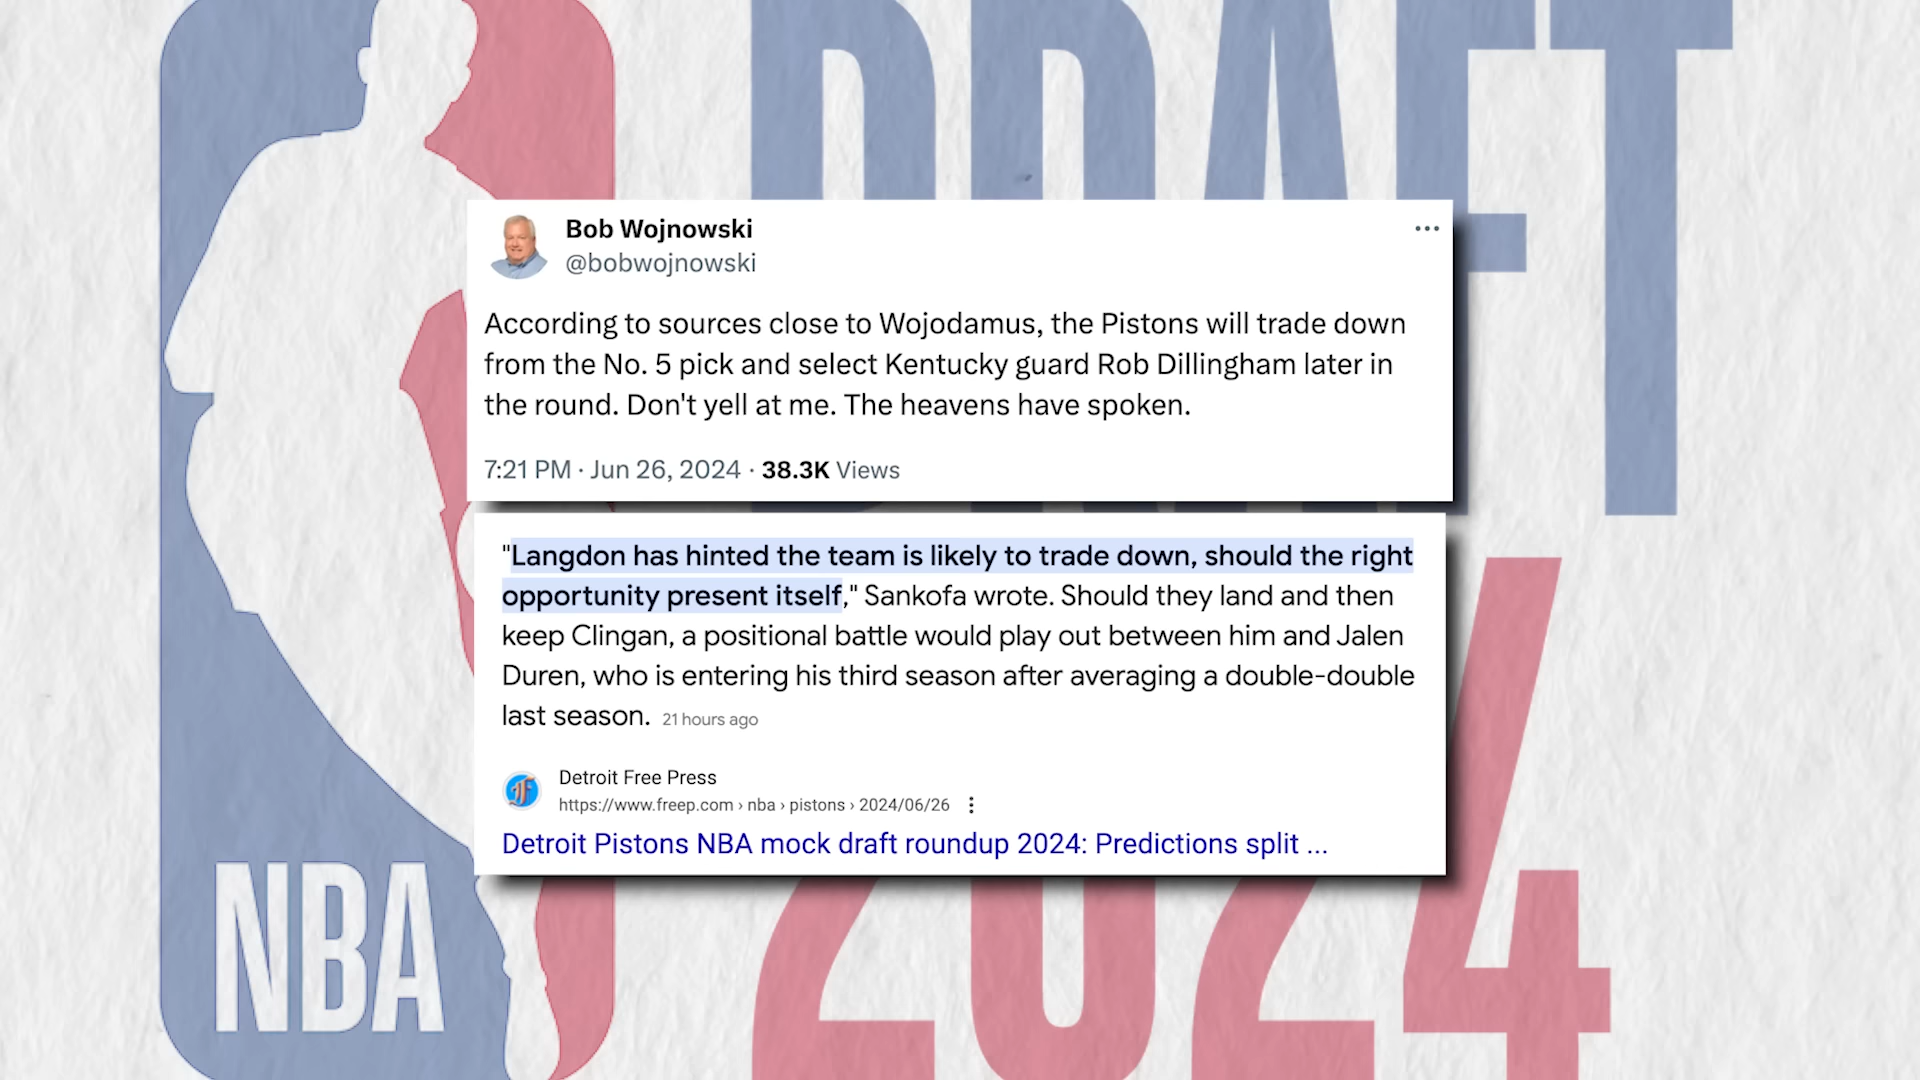 DRAFT
Bob Wojnowski
@bobwojnowski
According to sources close to Wojodamus, the Pistons will trade down
from the No. 5 pick and select Kentucky guard Rob Dillingham later in
the round. Don't yell at me. The heavens have spoken.
7:21 PM · Jun 26, 2024 · 38.3K Views
"Langdon has hinted the team is likely to trade down, should the right
opportunity present itself," Sankofa wrote. Should they land and then
keep Clingan, a positional battle would play out between him and Jalen
Duren, who is entering his third season after averaging a double-double
last season. 21 hours ago
Detroit Free Press
https://www.freep.com › nba › pistons › 2024/06/26
Detroit Pistons NBA mock draft roundup 2024: Predictions split ...
NBA
2024